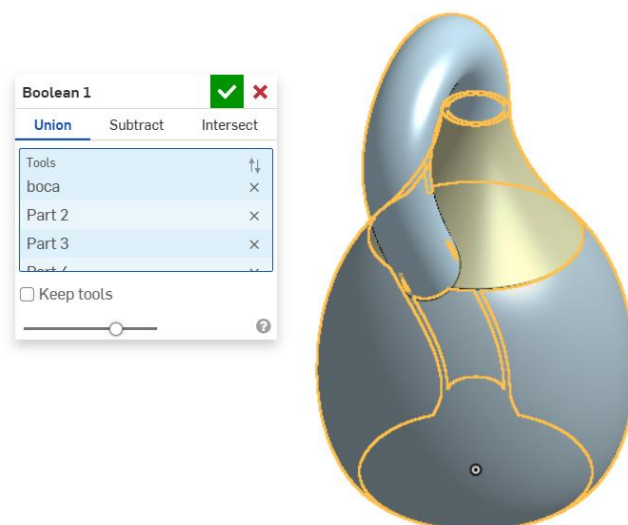 Boolean 1
Union Subtract Intersect
Tools
boca
Part 2
Part 3
Keep tools